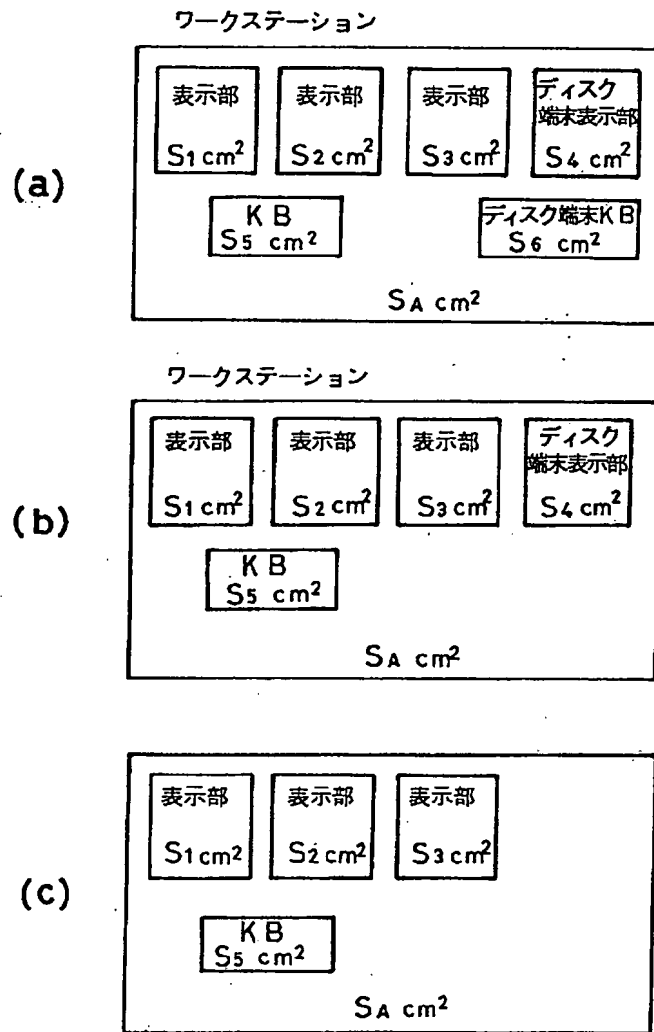 ワークステーション
(a)
表示部
S1 cm²
表示部
S2 cm²
表示部
S3 cm²
ディスク
端末表示部
S4 cm²
KB
S5 cm²
ディスク端末KB
S6 cm²
SA cm²
ワークステーション
(b)
表示部
S1 cm²
表示部
S2 cm²
表示部
S3 cm²
ディスク
端末表示部
S4 cm²
KB
S5 cm²
SA cm²
(c)
表示部
S1 cm²
表示部
S2 cm²
表示部
S3 cm²
KB
S5 cm²
SA cm²